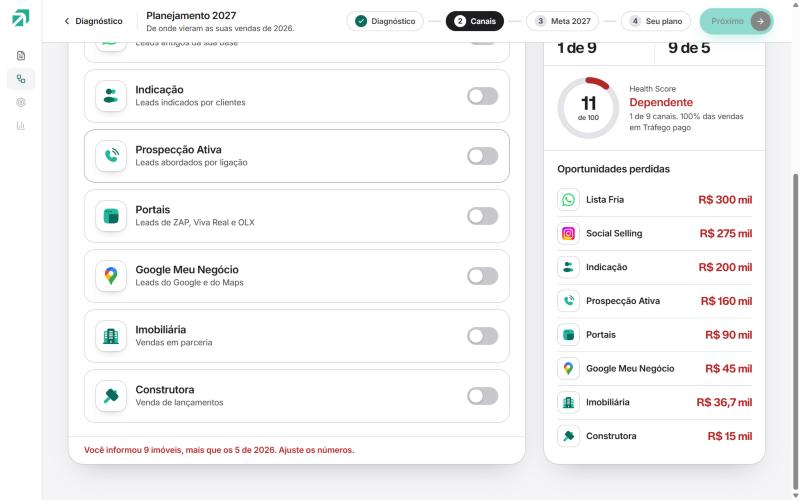 Diagnóstico
Planejamento 2027
De onde vieram as suas vendas de 2026.
Diagnóstico
2 Canais
3 Meta 2027
4 Seu plano
Próximo
Leads antigos da sua base
Indicação
Leads indicados por clientes
Prospecção Ativa
Leads abordados por ligação
Portais
Leads de ZAP, Viva Real e OLX
Google Meu Negócio
Leads do Google e do Maps
Imobiliária
Vendas em parceria
Construtora
Venda de lançamentos
Você informou 9 imóveis, mais que os 5 de 2026. Ajuste os números.
1 de 9
9 de 5
11
de 100
Health Score
Dependente
1 de 9 canais. 100% das vendas
em Tráfego pago
Oportunidades perdidas
Lista Fria R$ 300 mil
Social Selling R$ 275 mil
Indicação R$ 200 mil
Prospecção Ativa R$ 160 mil
Portais R$ 90 mil
Google Meu Negócio R$ 45 mil
Imobiliária R$ 36,7 mil
Construtora R$ 15 mil